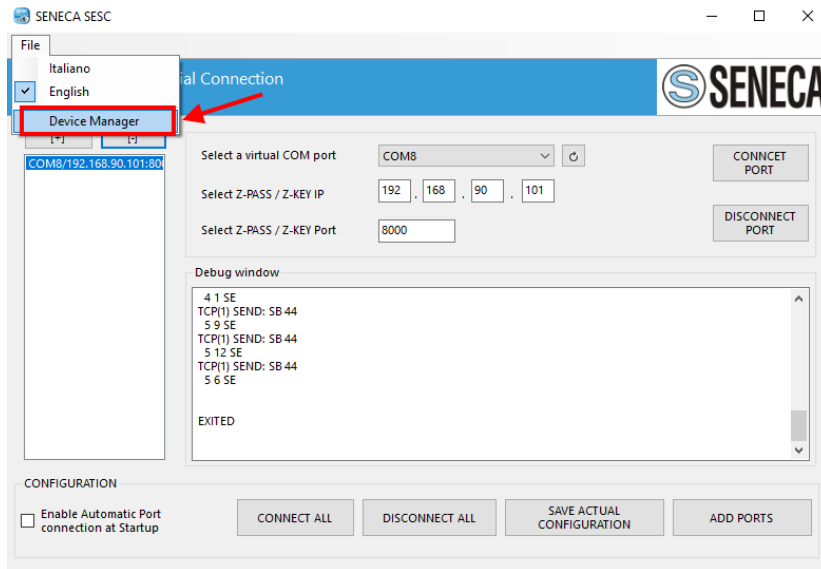 SENECA SESC
File
Italiano
English
Device Manager
ial Connection
SENECA
[+]
[-]
COM8/192.168.90.101:80
Select a virtual COM port
COM8
CONNCET
PORT
Select Z-PASS / Z-KEY IP
192 . 168 . 90 . 101
Select Z-PASS / Z-KEY Port
8000
DISCONNECT
PORT
Debug window
4 1 SE
TCP(1) SEND: SB 44
5 9 SE
TCP(1) SEND: SB 44
5 12 SE
TCP(1) SEND: SB 44
5 6 SE
EXITED
CONFIGURATION
Enable Automatic Port
connection at Startup
CONNECT ALL
DISCONNECT ALL
SAVE ACTUAL
CONFIGURATION
ADD PORTS